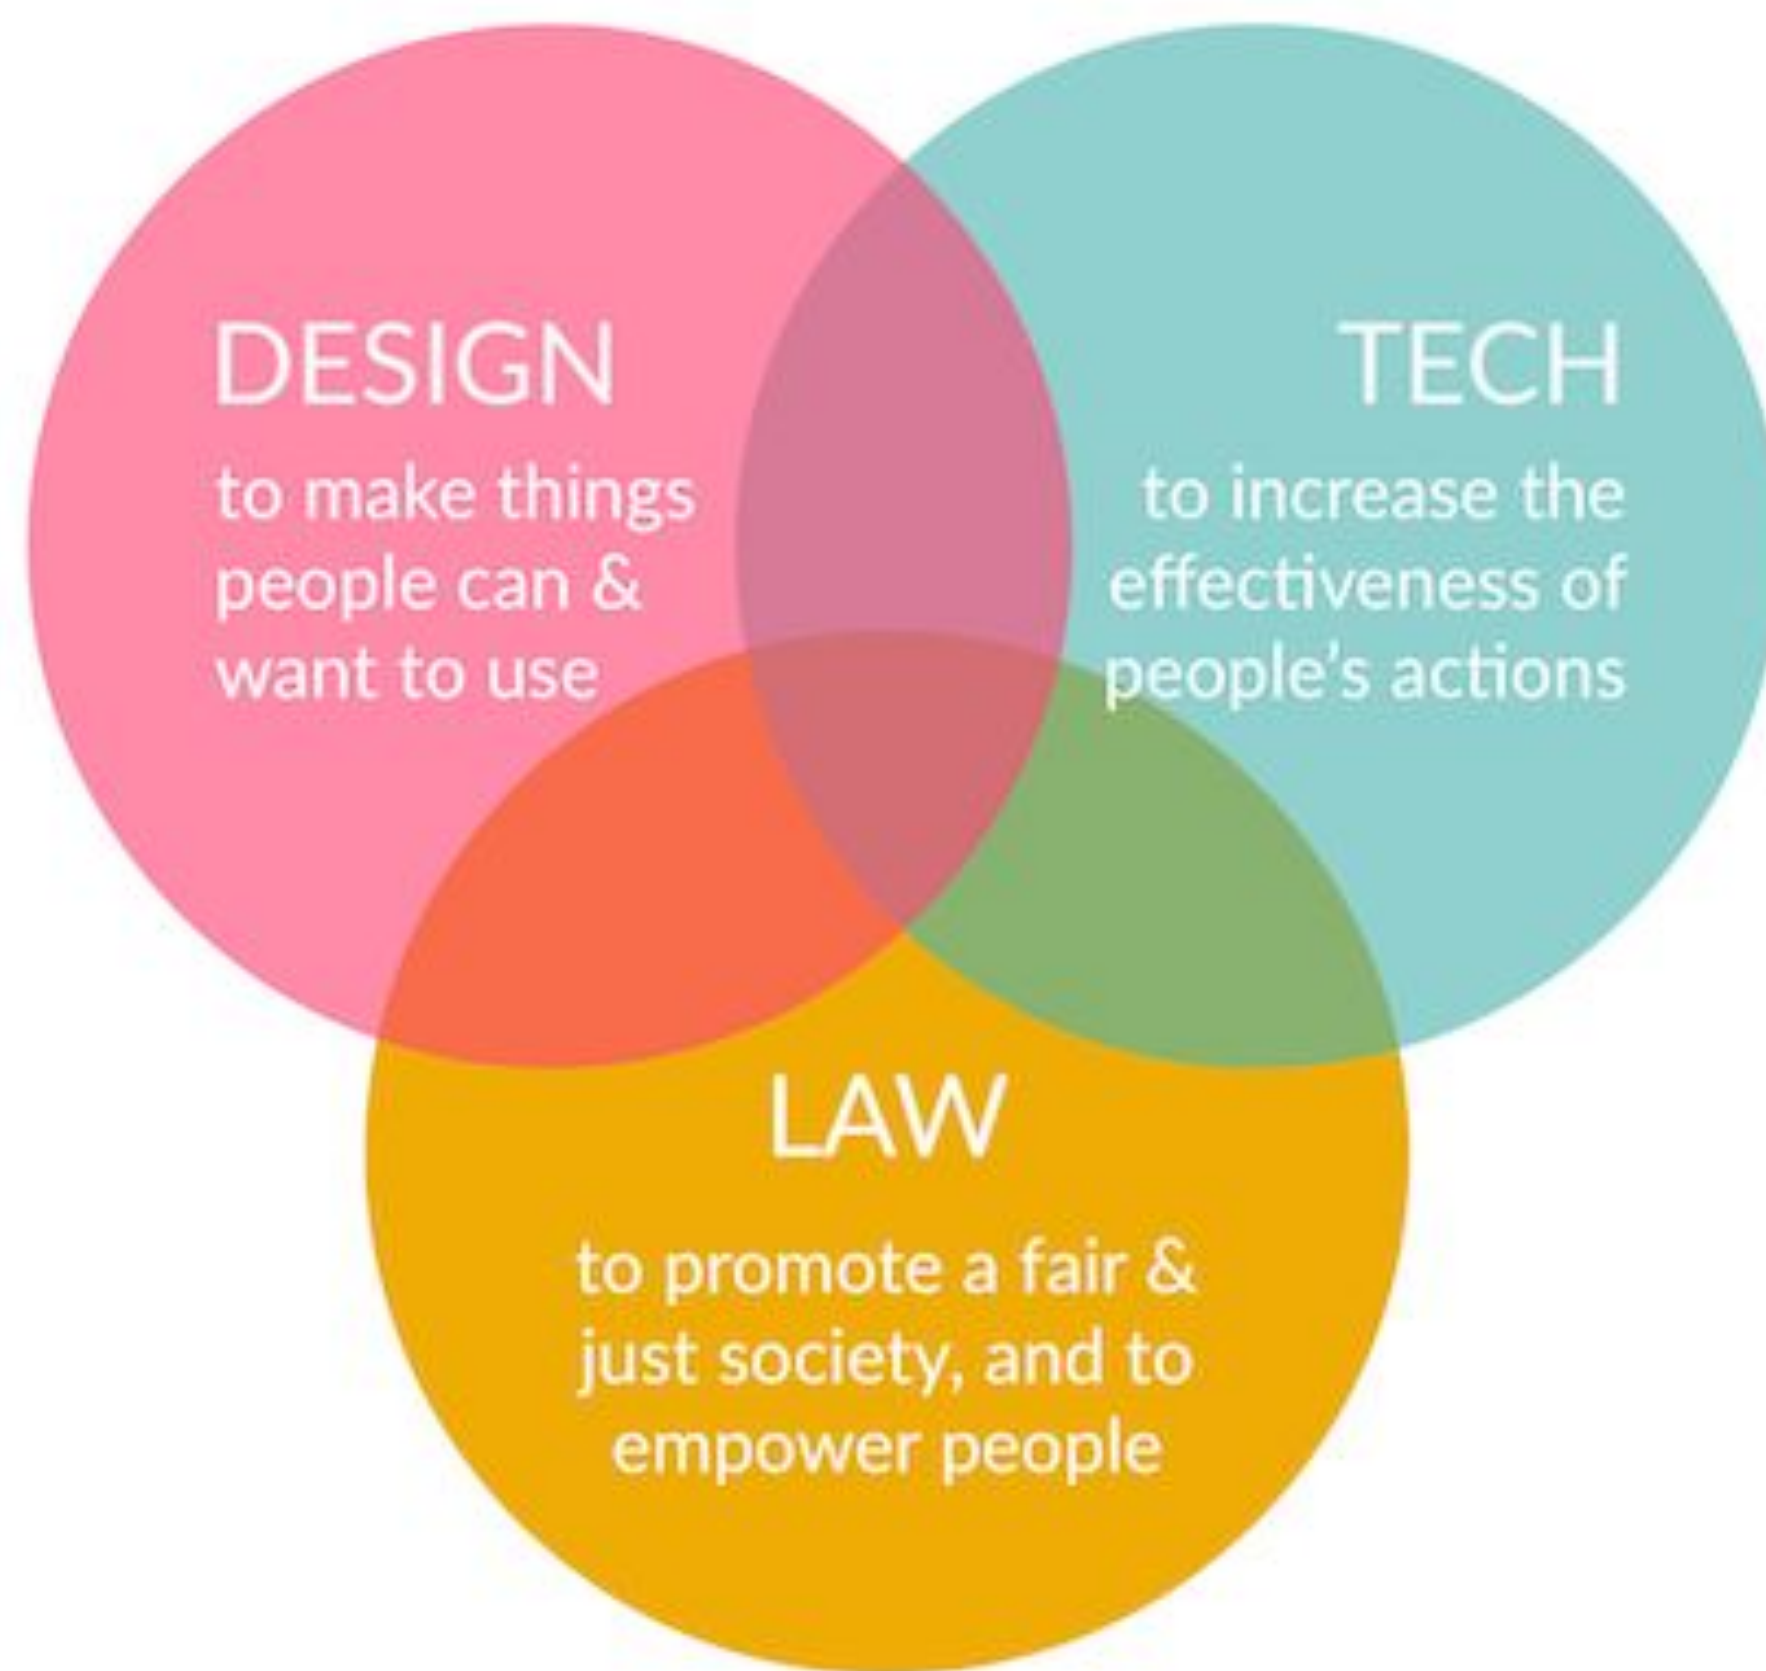 DESIGN
to make things
people can &
want to use
TECH
to increase the
effectiveness of
people’s actions
LAW
to promote a fair &
just society, and to
empower people